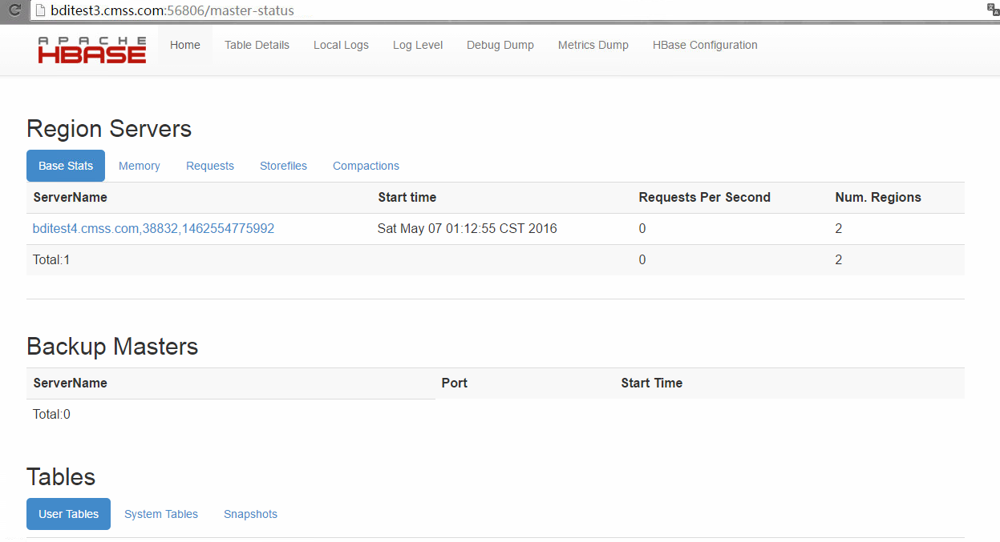 bditest3.cmss.com:56806/master-status
APACHE
HBASE
Home Table Details Local Logs Log Level Debug Dump Metrics Dump HBase Configuration
Region Servers
Base Stats Memory Requests Storefiles Compactions
ServerName Start time Requests Per Second Num. Regions
bditest4.cmss.com,38832,1462554775992 Sat May 07 01:12:55 CST 2016 0 2
Total:1 0 2
Backup Masters
ServerName Port Start Time
Total:0
Tables
User Tables System Tables Snapshots